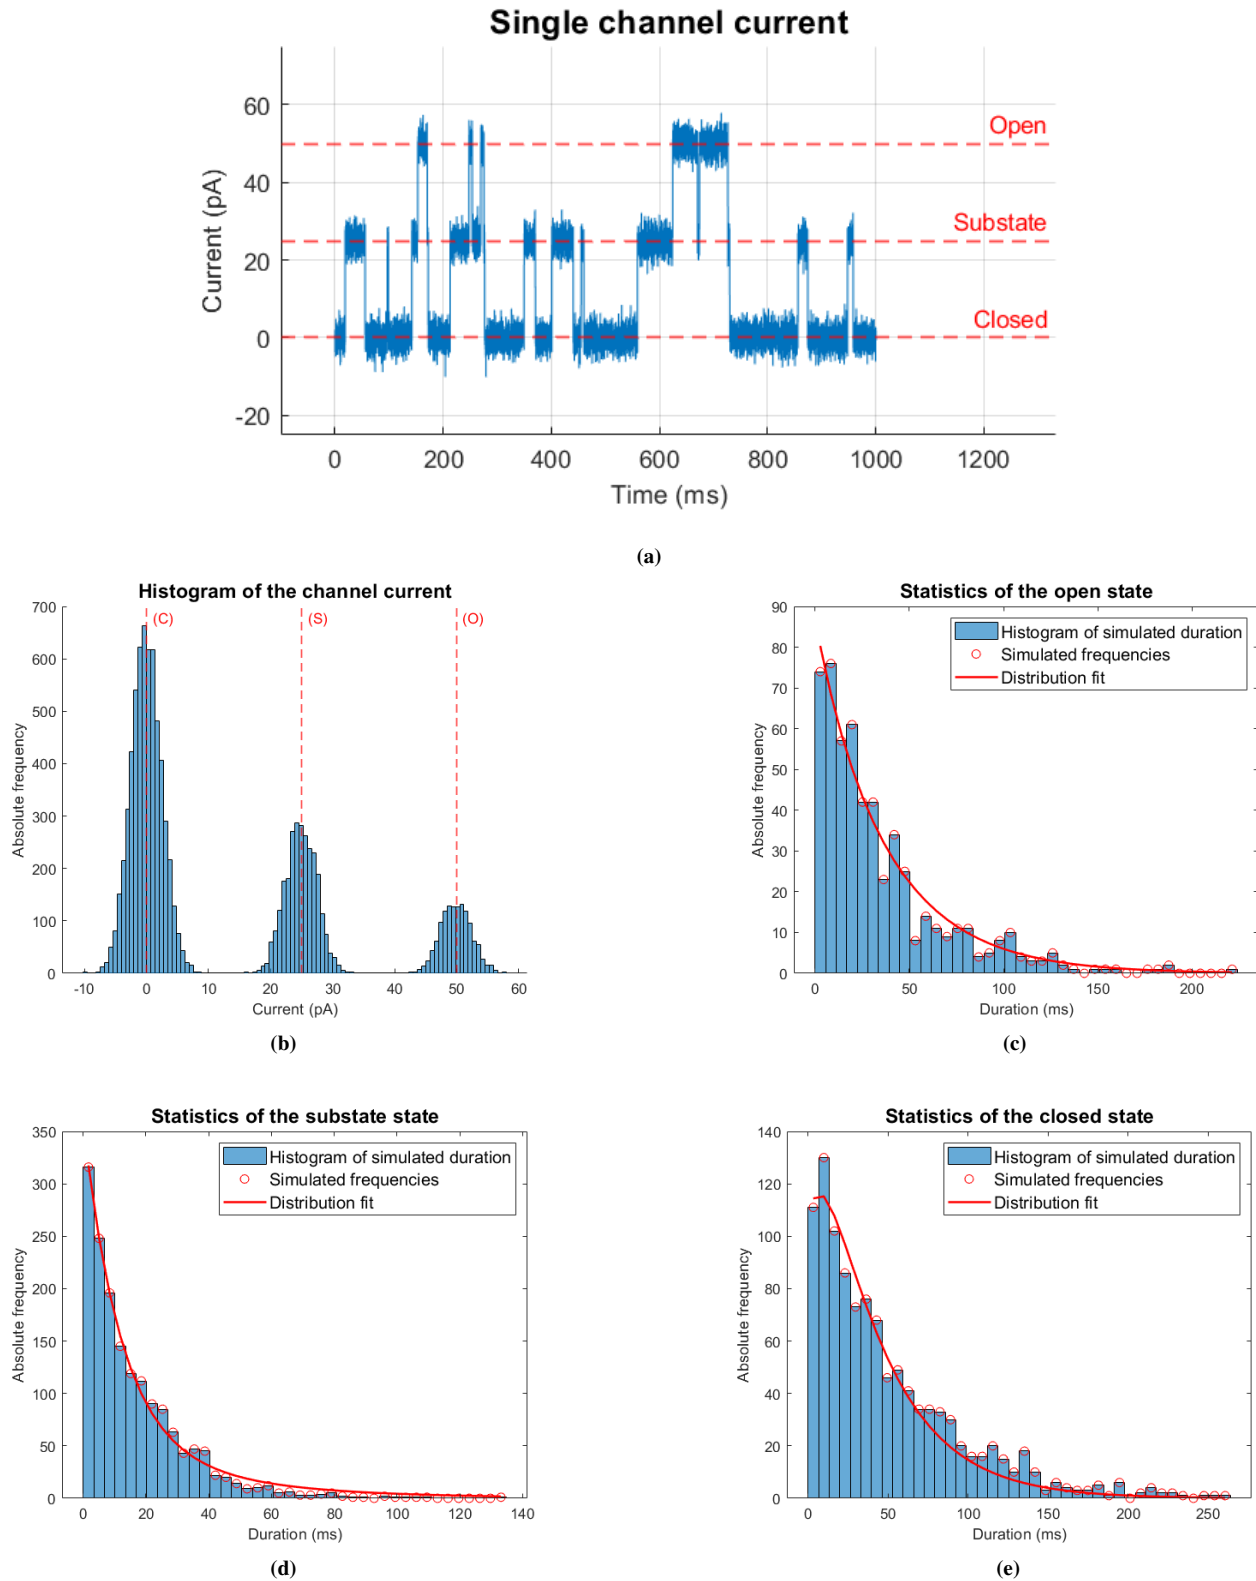 Single channel current
60
40
20
0
-20
Current (pA)
Open
Substate
Closed
0 200 400 600 800 1000 1200
Time (ms)
(a)
Histogram of the channel current
700
600
500
400
300
200
100
0
Absolute frequency
(C) (S) (O)
-10 0 10 20 30 40 50 60
Current (pA)
(b)
Statistics of the open state
90
80
70
60
50
40
30
20
10
0
Absolute frequency
Histogram of simulated duration
Simulated frequencies
Distribution fit
0 50 100 150 200
Duration (ms)
(c)
Statistics of the substate state
350
300
250
200
150
100
50
0
Absolute frequency
Histogram of simulated duration
Simulated frequencies
Distribution fit
0 20 40 60 80 100 120 140
Duration (ms)
(d)
Statistics of the closed state
140
120
100
80
60
40
20
0
Absolute frequency
Histogram of simulated duration
Simulated frequencies
Distribution fit
0 50 100 150 200 250
Duration (ms)
(e)